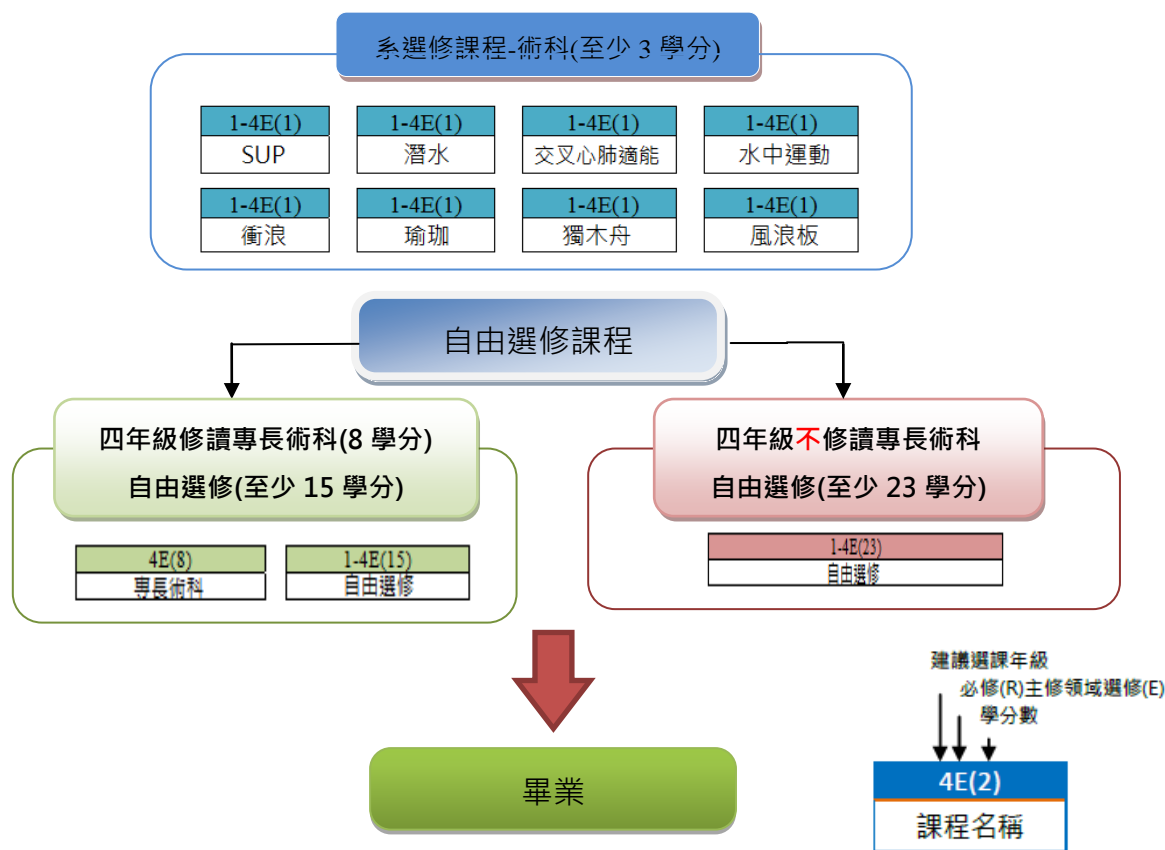 系選修課程-術科(至少 3 學分)
1-4E(1) 1-4E(1) 1-4E(1) 1-4E(1)
SUP 潛水 交叉心肺適能 水中運動
1-4E(1) 1-4E(1) 1-4E(1) 1-4E(1)
衝浪 瑜珈 獨木舟 風浪板
自由選修課程
四年級修讀專長術科(8 學分)
自由選修(至少 15 學分)
4E(8) 1-4E(15)
專長術科 自由選修
四年級不修讀專長術科
自由選修(至少 23 學分)
1-4E(23)
自由選修
畢業
建議選課年級
必修(R)主修領域選修(E)
學分數
4E(2)
課程名稱